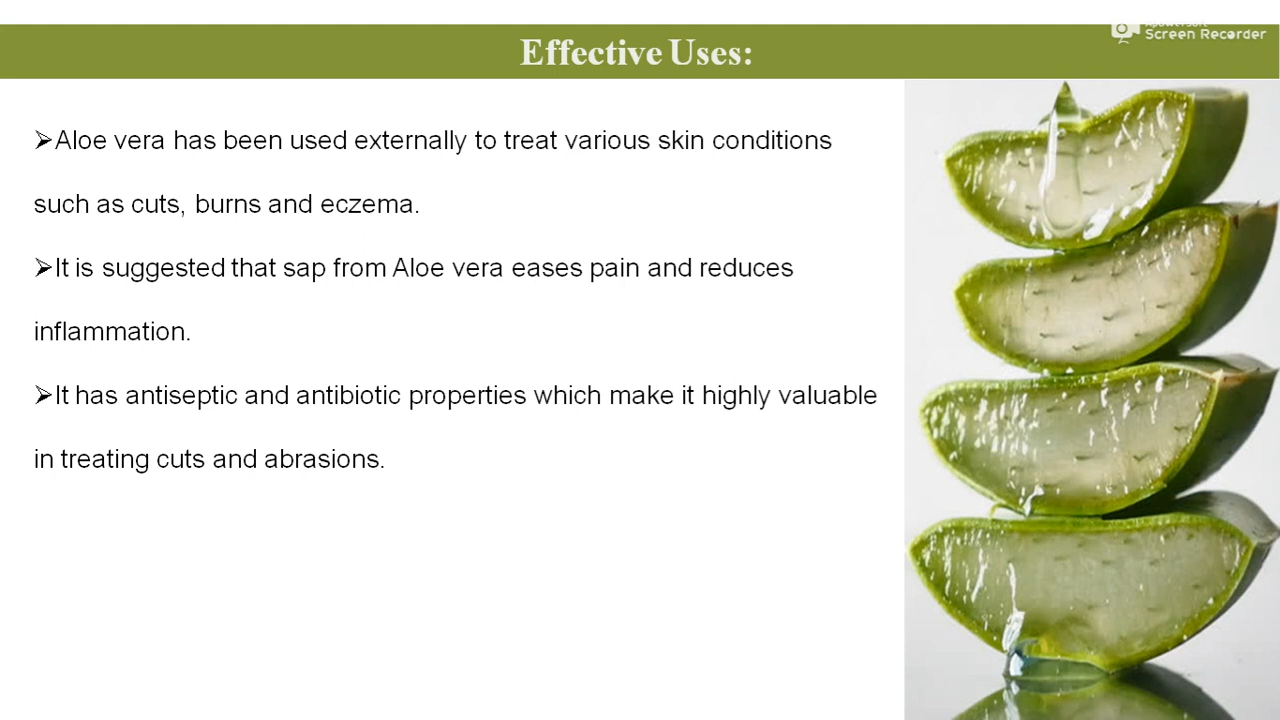 Screen Recorder
Effective Uses:
➢Aloe vera has been used externally to treat various skin conditions
such as cuts, burns and eczema.
➢It is suggested that sap from Aloe vera eases pain and reduces
inflammation.
➢It has antiseptic and antibiotic properties which make it highly valuable
in treating cuts and abrasions.